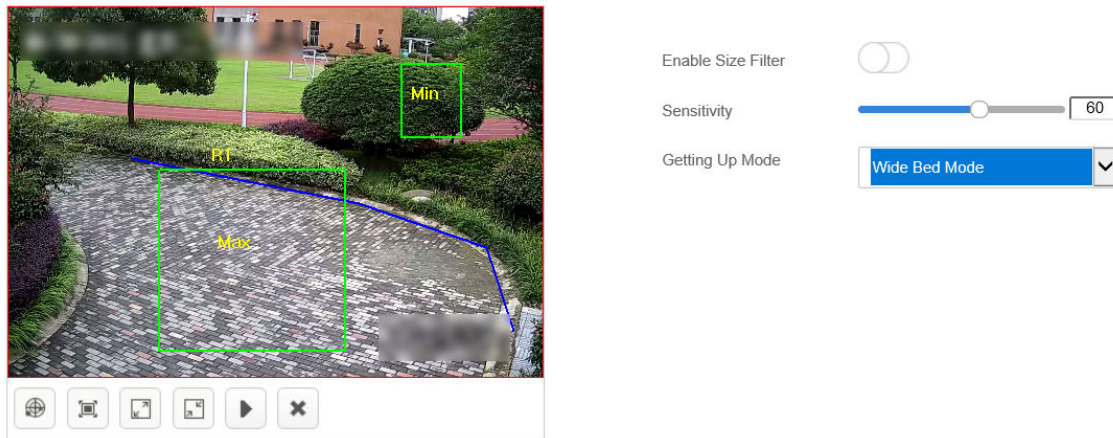 Min
R1
Max
Enable Size Filter
Sensitivity
60
Getting Up Mode
Wide Bed Mode